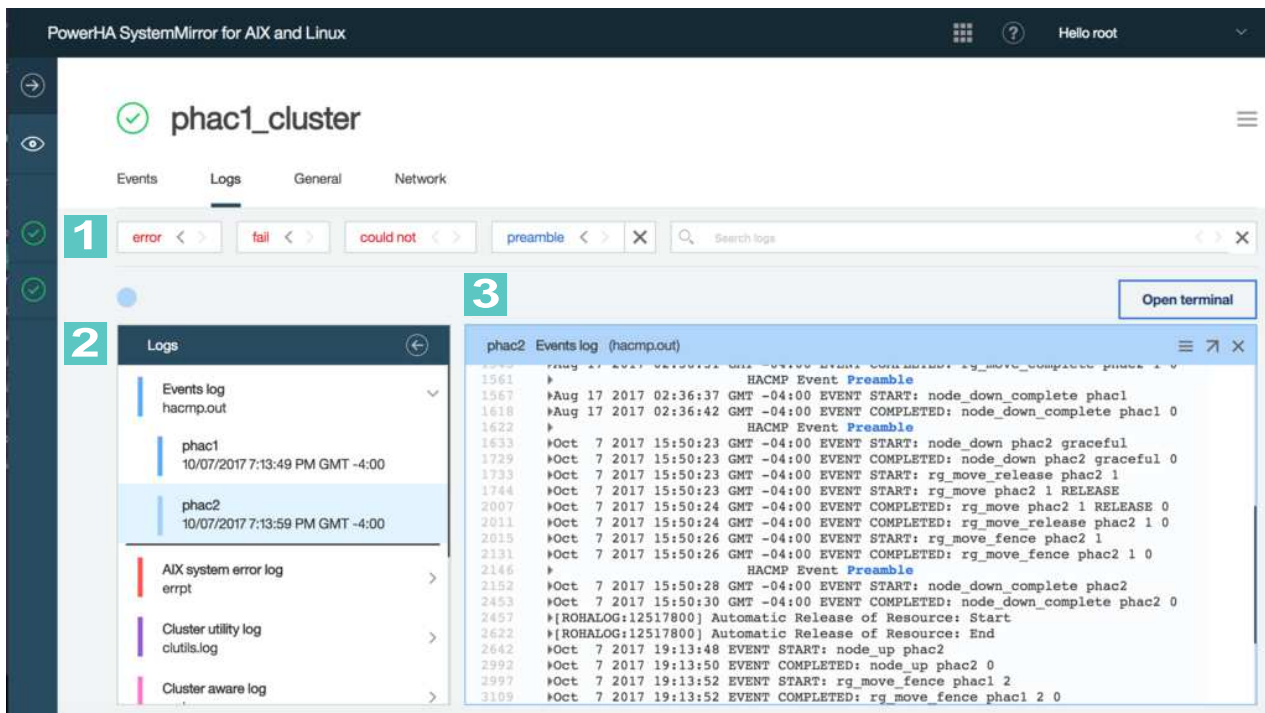 PowerHA SystemMirror for AIX and Linux
?
Hello root
phac1_cluster
Events Logs General Network
1
error < >
fail < >
could not < >
preamble < > X
Search logs
< > X
3
Open terminal
2
Logs
Events log
hacmp.out
phac1
10/07/2017 7:13:49 PM GMT -4:00
phac2
10/07/2017 7:13:59 PM GMT -4:00
AIX system error log
errpt
Cluster utility log
clutils.log
Cluster aware log
phac2 Events log (hacmp.out)
Aug 17 2017 02:36:31 GMT -04:00 EVENT COMPLETED: rg_move_complete phac2 1 0
1561 HACMP Event Preamble
1567 Aug 17 2017 02:36:37 GMT -04:00 EVENT START: node_down_complete phac1
1618 Aug 17 2017 02:36:42 GMT -04:00 EVENT COMPLETED: node_down_complete phac1 0
1622 HACMP Event Preamble
1633 Oct 7 2017 15:50:23 GMT -04:00 EVENT START: node_down phac2 graceful
1729 Oct 7 2017 15:50:23 GMT -04:00 EVENT COMPLETED: node_down phac2 graceful 0
1733 Oct 7 2017 15:50:23 GMT -04:00 EVENT START: rg_move_release phac2 1
1744 Oct 7 2017 15:50:23 GMT -04:00 EVENT START: rg_move phac2 1 RELEASE
2007 Oct 7 2017 15:50:24 GMT -04:00 EVENT COMPLETED: rg_move phac2 1 RELEASE 0
2011 Oct 7 2017 15:50:24 GMT -04:00 EVENT COMPLETED: rg_move_release phac2 1 0
2015 Oct 7 2017 15:50:26 GMT -04:00 EVENT START: rg_move_fence phac2 1
2131 Oct 7 2017 15:50:26 GMT -04:00 EVENT COMPLETED: rg_move_fence phac2 1 0
2146 HACMP Event Preamble
2152 Oct 7 2017 15:50:28 GMT -04:00 EVENT START: node_down_complete phac2
2453 Oct 7 2017 15:50:30 GMT -04:00 EVENT COMPLETED: node_down_complete phac2 0
2457 [ROHALOG:12517800] Automatic Release of Resource: Start
2622 [ROHALOG:12517800] Automatic Release of Resource: End
2642 Oct 7 2017 19:13:48 EVENT START: node_up phac2
2992 Oct 7 2017 19:13:50 EVENT COMPLETED: node_up phac2 0
2997 Oct 7 2017 19:13:52 EVENT START: rg_move_fence phac1 2
3109 Oct 7 2017 19:13:52 EVENT COMPLETED: rg_move_fence phac1 2 0